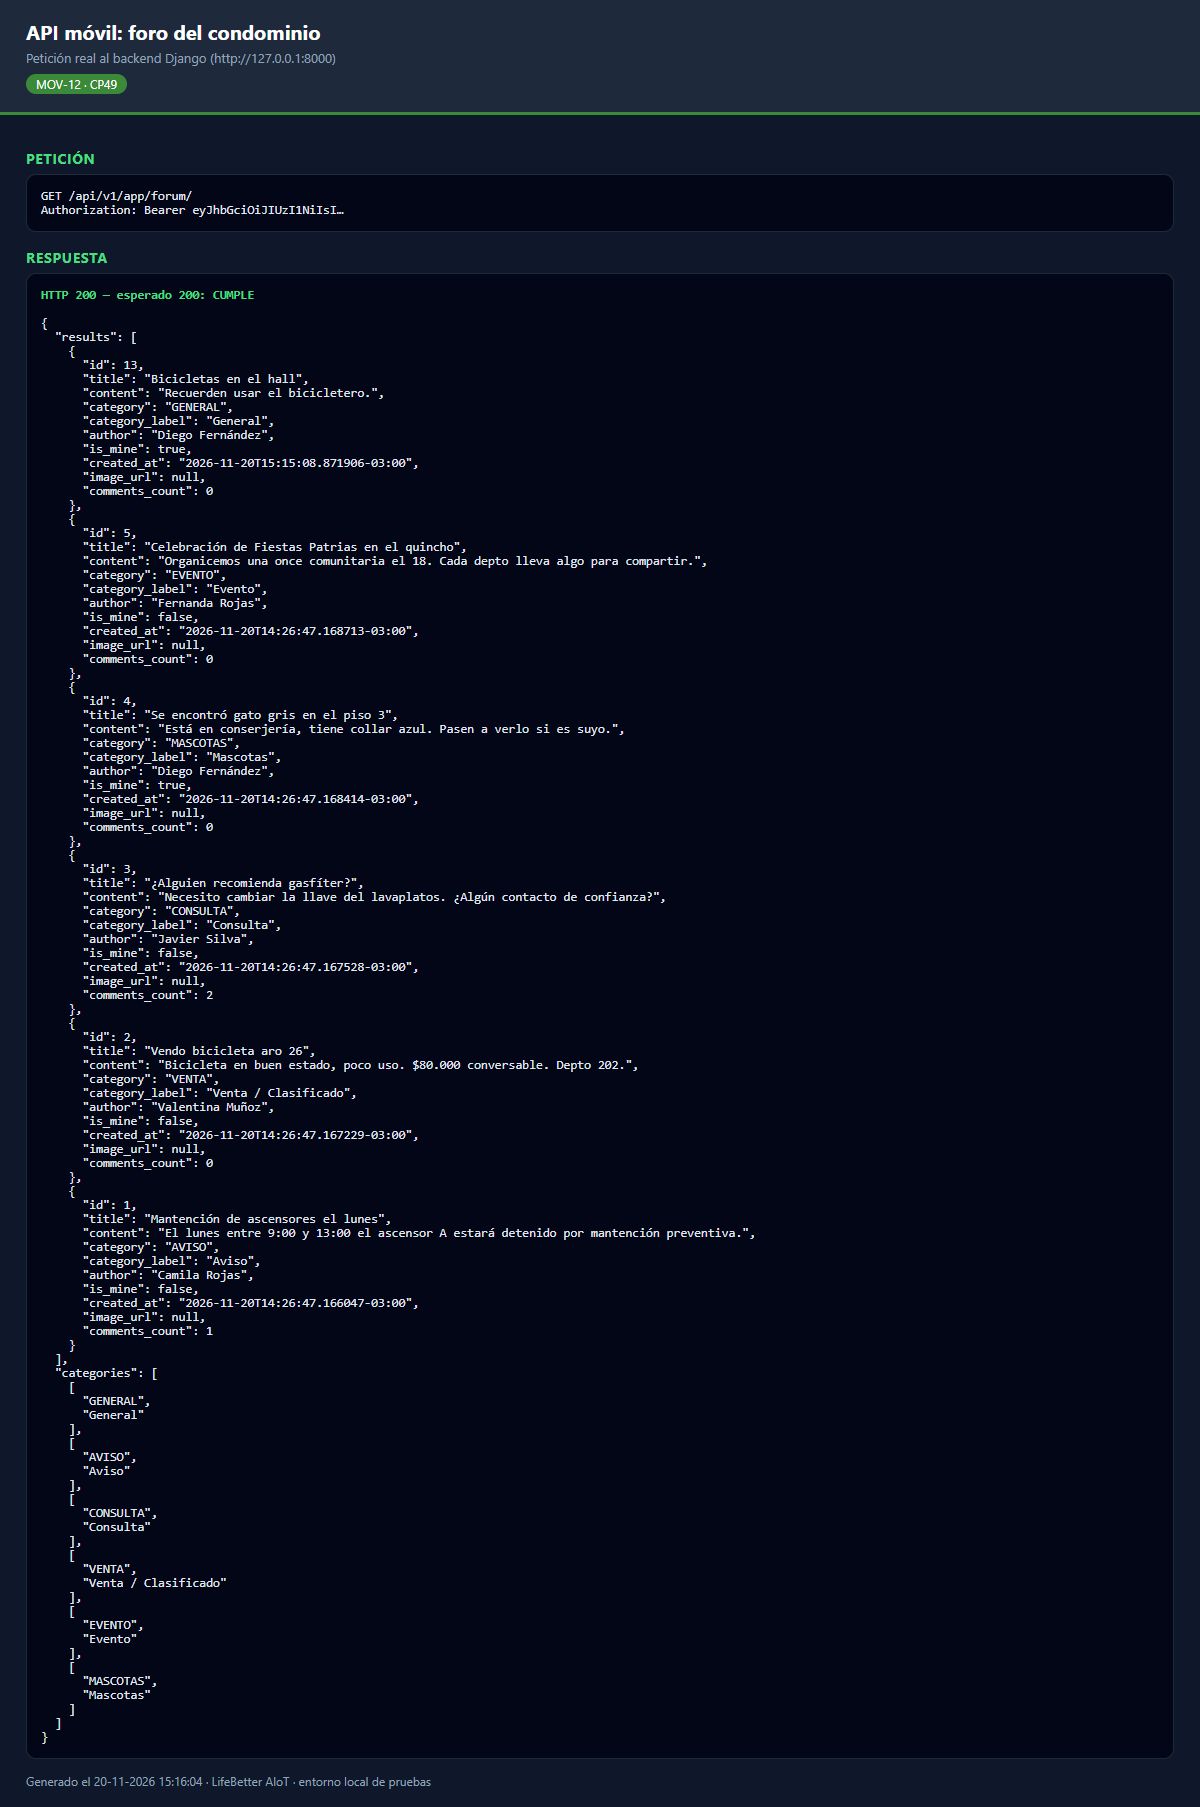 API móvil: foro del condominio
Petición real al backend Django (http://127.0.0.1:8000)
MOV-12 · CP49
PETICIÓN
GET /api/v1/app/forum/
Authorization: Bearer eyJhbGciOiJIUzI1NiIsI…
RESPUESTA
HTTP 200 — esperado 200: CUMPLE
{
  "results": [
    {
      "id": 13,
      "title": "Bicicletas en el hall",
      "content": "Recuerden usar el bicicletero.",
      "category": "GENERAL",
      "category_label": "General",
      "author": "Diego Fernández",
      "is_mine": true,
      "created_at": "2026-11-20T15:15:08.871906-03:00",
      "image_url": null,
      "comments_count": 0
    },
    {
      "id": 5,
      "title": "Celebración de Fiestas Patrias en el quincho",
      "content": "Organicemos una once comunitaria el 18. Cada depto lleva algo para compartir.",
      "category": "EVENTO",
      "category_label": "Evento",
      "author": "Fernanda Rojas",
      "is_mine": false,
      "created_at": "2026-11-20T14:26:47.168713-03:00",
      "image_url": null,
      "comments_count": 0
    },
    {
      "id": 4,
      "title": "Se encontró gato gris en el piso 3",
      "content": "Está en conserjería, tiene collar azul. Pasen a verlo si es suyo.",
      "category": "MASCOTAS",
      "category_label": "Mascotas",
      "author": "Diego Fernández",
      "is_mine": true,
      "created_at": "2026-11-20T14:26:47.168414-03:00",
      "image_url": null,
      "comments_count": 0
    },
    {
      "id": 3,
      "title": "¿Alguien recomienda gasfíter?",
      "content": "Necesito cambiar la llave del lavaplatos. ¿Algún contacto de confianza?",
      "category": "CONSULTA",
      "category_label": "Consulta",
      "author": "Javier Silva",
      "is_mine": false,
      "created_at": "2026-11-20T14:26:47.167528-03:00",
      "image_url": null,
      "comments_count": 2
    },
    {
      "id": 2,
      "title": "Vendo bicicleta aro 26",
      "content": "Bicicleta en buen estado, poco uso. $80.000 conversable. Depto 202.",
      "category": "VENTA",
      "category_label": "Venta / Clasificado",
      "author": "Valentina Muñoz",
      "is_mine": false,
      "created_at": "2026-11-20T14:26:47.167229-03:00",
      "image_url": null,
      "comments_count": 0
    },
    {
      "id": 1,
      "title": "Mantención de ascensores el lunes",
      "content": "El lunes entre 9:00 y 13:00 el ascensor A estará detenido por mantención preventiva.",
      "category": "AVISO",
      "category_label": "Aviso",
      "author": "Camila Rojas",
      "is_mine": false,
      "created_at": "2026-11-20T14:26:47.166047-03:00",
      "image_url": null,
      "comments_count": 1
    }
  ],
  "categories": [
    [
      "GENERAL",
      "General"
    ],
    [
      "AVISO",
      "Aviso"
    ],
    [
      "CONSULTA",
      "Consulta"
    ],
    [
      "VENTA",
      "Venta / Clasificado"
    ],
    [
      "EVENTO",
      "Evento"
    ],
    [
      "MASCOTAS",
      "Mascotas"
    ]
  ]
}
Generado el 20-11-2026 15:16:04 · LifeBetter AIoT · entorno local de pruebas